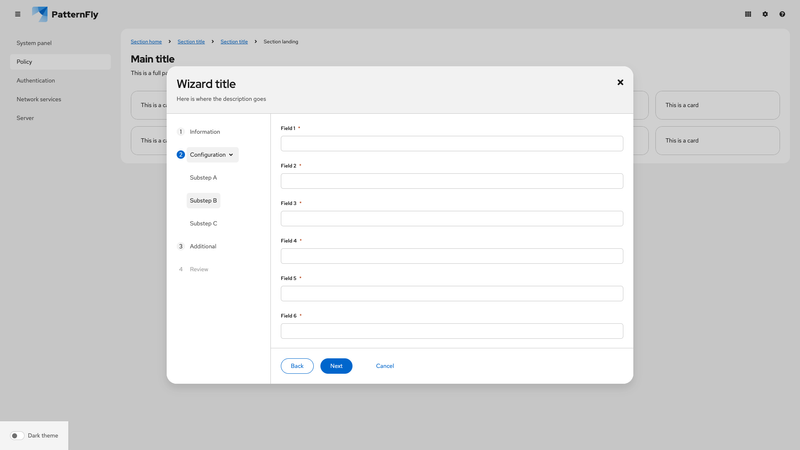 PatternFly
System panel
Policy
Authentication
Network services
Server
Section home
Section title
Section title
Section landing
Main title
This is a full pa
This is a ca
This is a card
This is a ca
This is a card
Wizard title
Here is where the description goes
1 Information
2 Configuration
Substep A
Substep B
Substep C
3 Additional
4 Review
Field 1 *
Field 2 *
Field 3 *
Field 4 *
Field 5 *
Field 6 *
Back
Next
Cancel
Dark theme